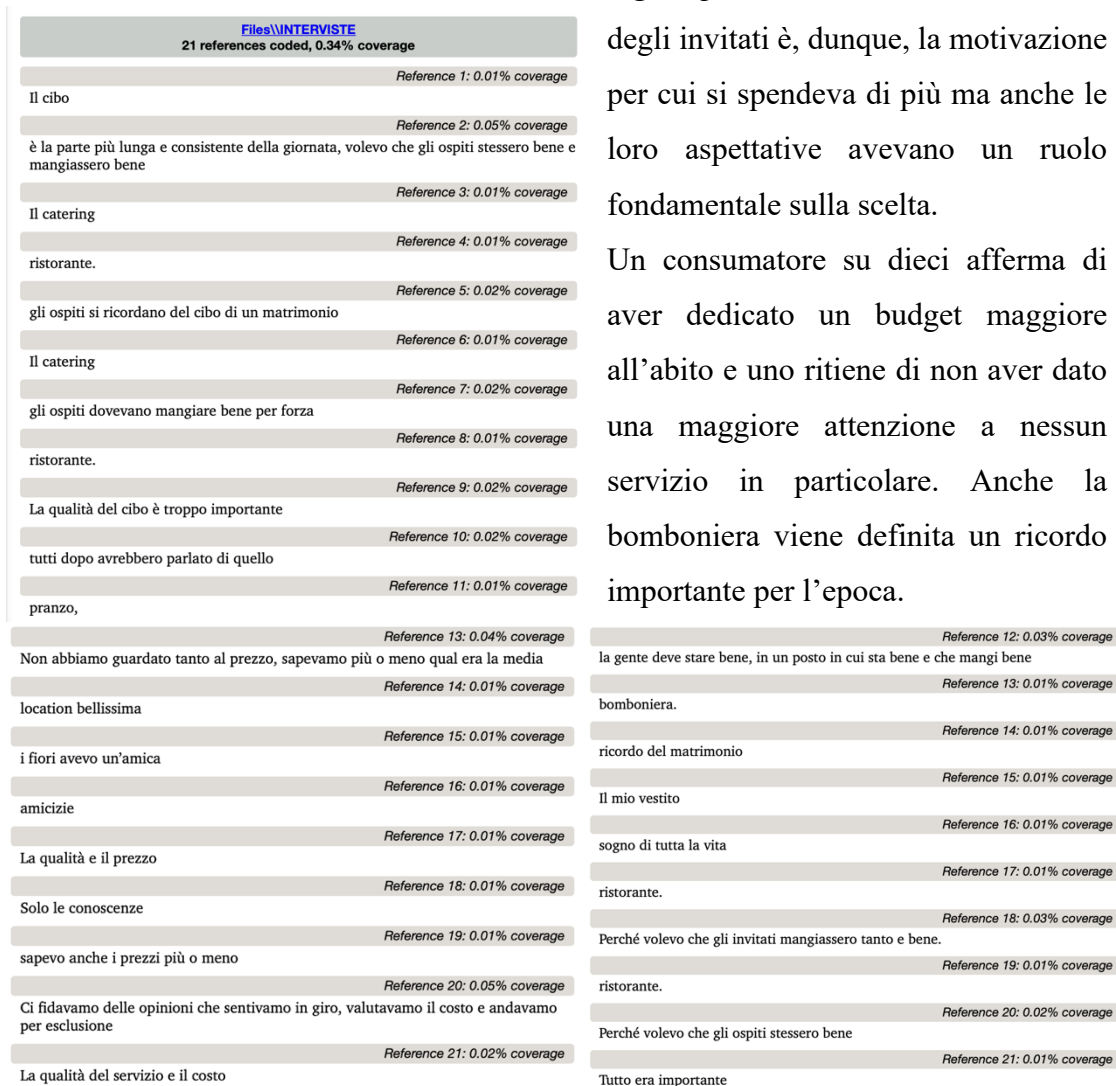 Files\\INTERVISTE
21 references coded, 0.34% coverage
Reference 1: 0.01% coverage
Il cibo
Reference 2: 0.05% coverage
è la parte più lunga e consistente della giornata, volevo che gli ospiti stessero bene e
mangiassero bene
Reference 3: 0.01% coverage
Il catering
Reference 4: 0.01% coverage
ristorante.
Reference 5: 0.02% coverage
gli ospiti si ricordano del cibo di un matrimonio
Reference 6: 0.01% coverage
Il catering
Reference 7: 0.02% coverage
gli ospiti dovevano mangiare bene per forza
Reference 8: 0.01% coverage
ristorante.
Reference 9: 0.02% coverage
La qualità del cibo è troppo importante
Reference 10: 0.02% coverage
tutti dopo avrebbero parlato di quello
Reference 11: 0.01% coverage
pranzo,
degli invitati è, dunque, la motivazione
per cui si spendeva di più ma anche le
loro aspettative avevano un ruolo
fondamentale sulla scelta.
Un consumatore su dieci afferma di
aver dedicato un budget maggiore
all’abito e uno ritiene di non aver dato
una maggiore attenzione a nessun
servizio in particolare. Anche la
bomboniera viene definita un ricordo
importante per l’epoca.
Reference 13: 0.04% coverage
Non abbiamo guardato tanto al prezzo, sapevamo più o meno qual era la media
Reference 14: 0.01% coverage
location bellissima
Reference 15: 0.01% coverage
i fiori avevo un’amica
Reference 16: 0.01% coverage
amicizie
Reference 17: 0.01% coverage
La qualità e il prezzo
Reference 18: 0.01% coverage
Solo le conoscenze
Reference 19: 0.01% coverage
sapevo anche i prezzi più o meno
Reference 20: 0.05% coverage
Ci fidavamo delle opinioni che sentivamo in giro, valutavamo il costo e andavamo
per esclusione
Reference 21: 0.02% coverage
La qualità del servizio e il costo
Reference 12: 0.03% coverage
la gente deve stare bene, in un posto in cui sta bene e che mangi bene
Reference 13: 0.01% coverage
bomboniera.
Reference 14: 0.01% coverage
ricordo del matrimonio
Reference 15: 0.01% coverage
Il mio vestito
Reference 16: 0.01% coverage
sogno di tutta la vita
Reference 17: 0.01% coverage
ristorante.
Reference 18: 0.03% coverage
Perché volevo che gli invitati mangiassero tanto e bene.
Reference 19: 0.01% coverage
ristorante.
Reference 20: 0.02% coverage
Perché volevo che gli ospiti stessero bene
Reference 21: 0.01% coverage
Tutto era importante